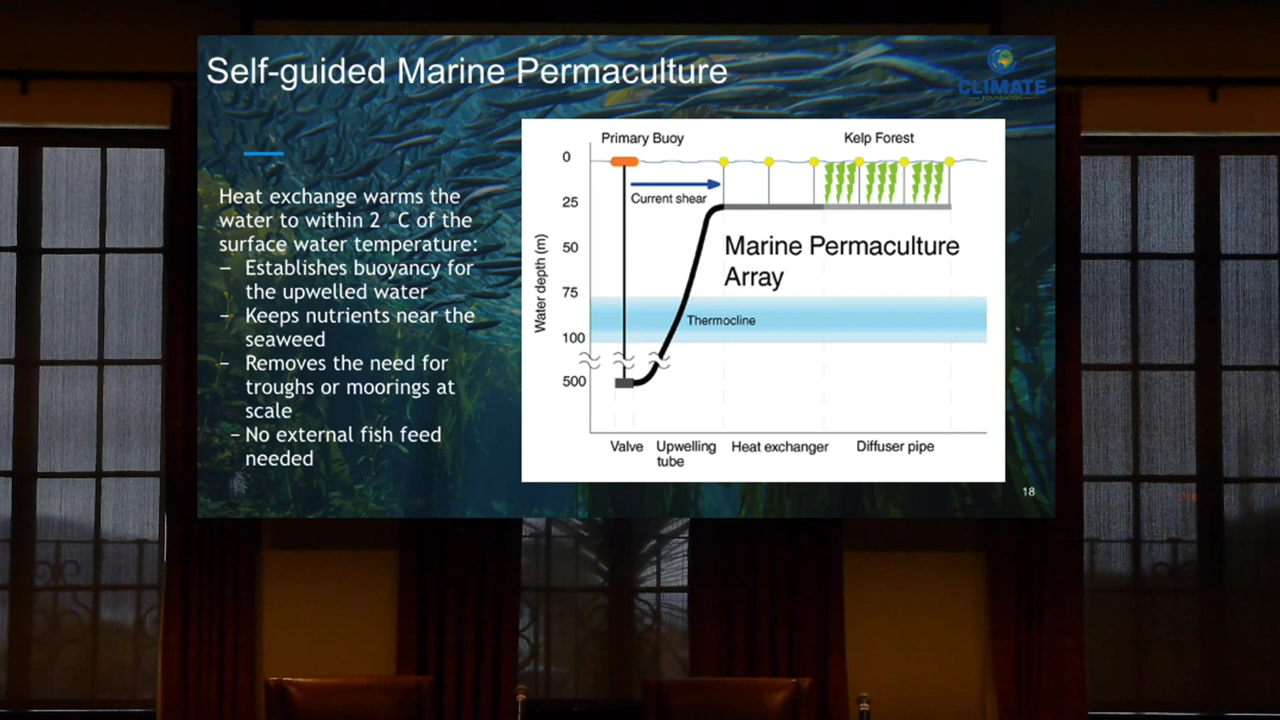 Self-guided Marine Permaculture
CLIMATE
FOUNDATION
Heat exchange warms the
water to within 2 °C of the
surface water temperature:
– Establishes buoyancy for
the upwelled water
– Keeps nutrients near the
seaweed
– Removes the need for
troughs or moorings at
scale
– No external fish feed
needed
Primary Buoy
Kelp Forest
0
25
50
75
100
500
Water depth (m)
Current shear
Marine Permaculture
Array
Thermocline
Valve
Upwelling
tube
Heat exchanger
Diffuser pipe
18